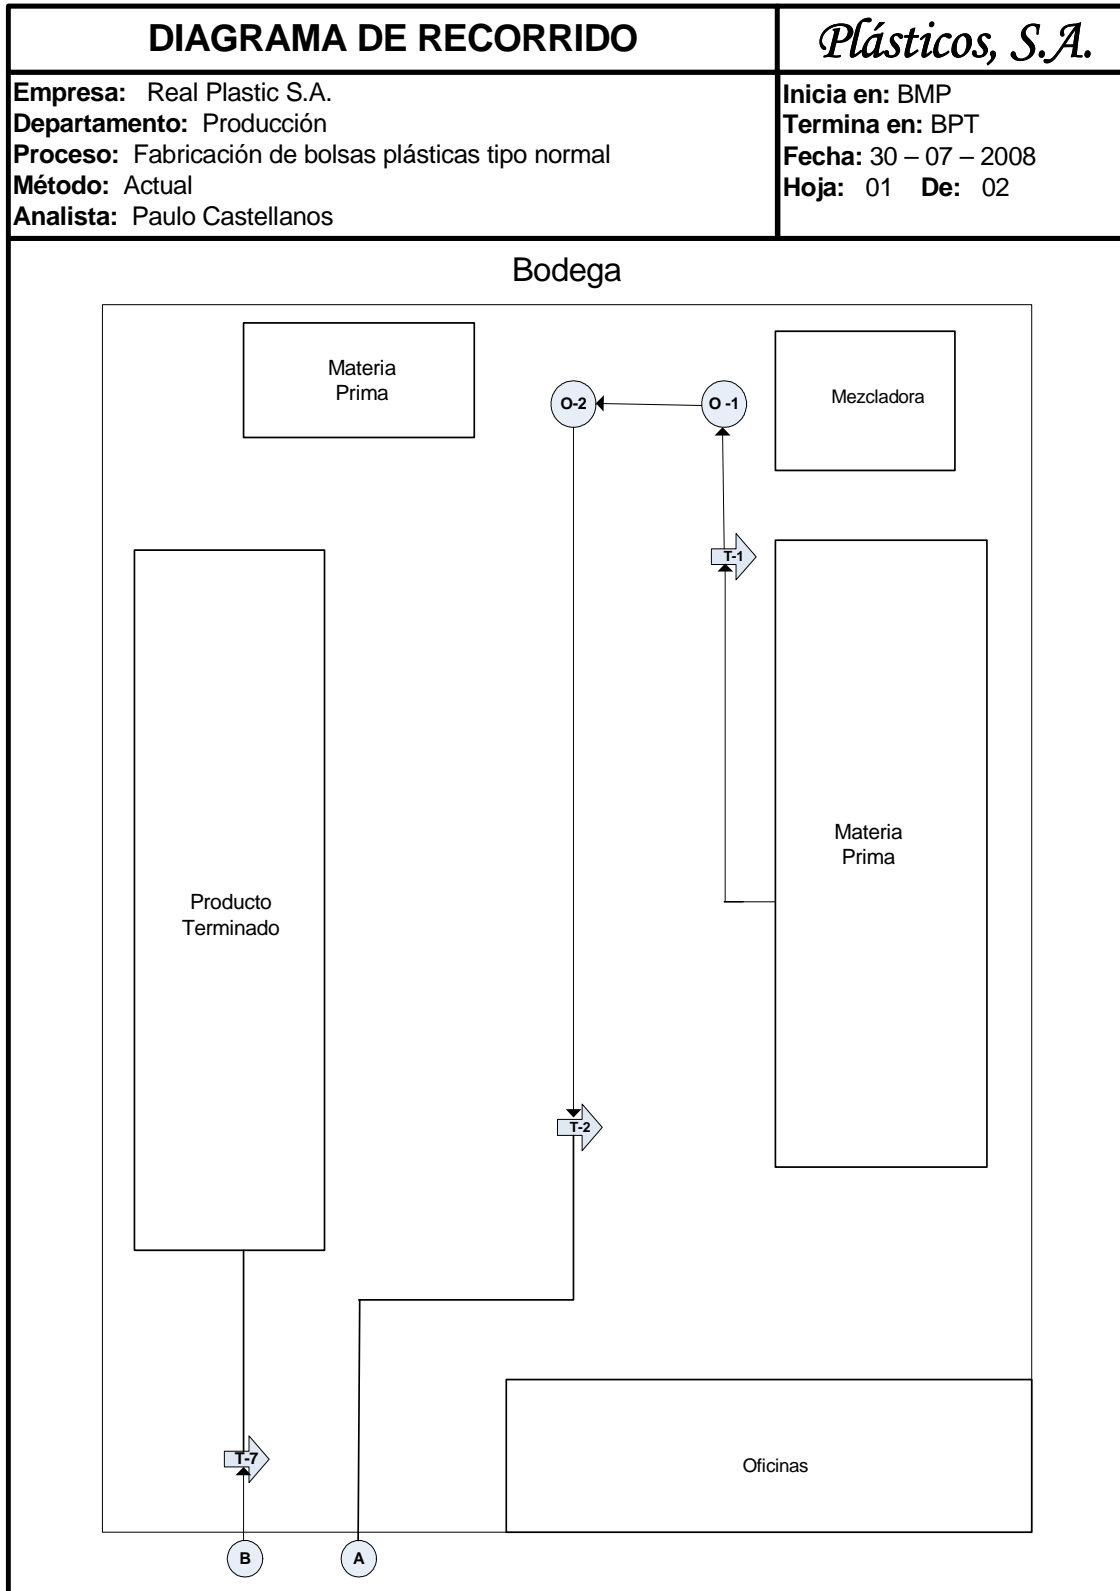 DIAGRAMA DE RECORRIDO
Plásticos, S.A.
Empresa: Real Plastic S.A.
Departamento: Producción
Proceso: Fabricación de bolsas plásticas tipo normal
Método: Actual
Analista: Paulo Castellanos
Inicia en: BMP
Termina en: BPT
Fecha: 30 – 07 – 2008
Hoja: 01 De: 02
Bodega
Materia
Prima
O-2
O -1
Mezcladora
T-1
Materia
Prima
Producto
Terminado
T-2
T-7
Oficinas
B
A